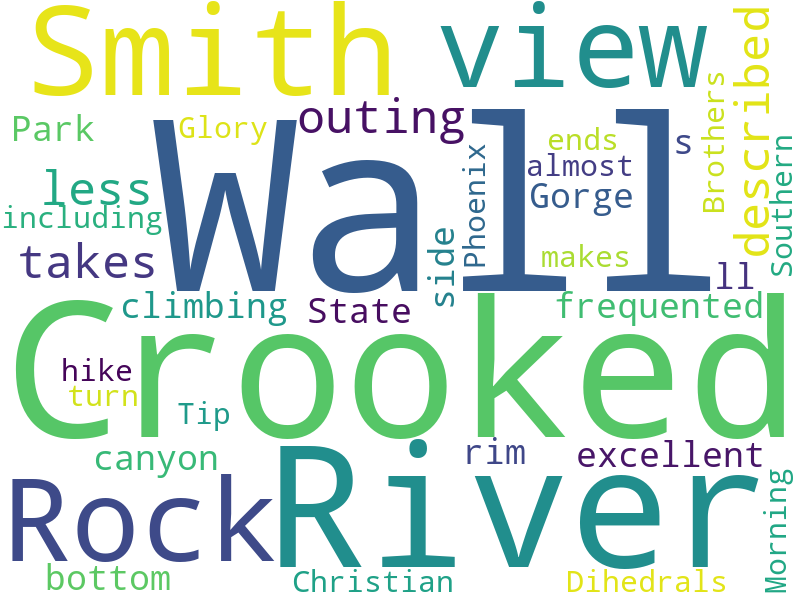 Smith
view
described
outing
Park
Glory
Brothers
Wall
ends
s
almost
Phoenix
Southern
less
Gorge
including
side
takes
makes
ll
climbing
State
frequented
Crooked
hike
turn
Tip
canyon
rim
excellent
River
Rock
Morning
bottom
Christian
Dihedrals